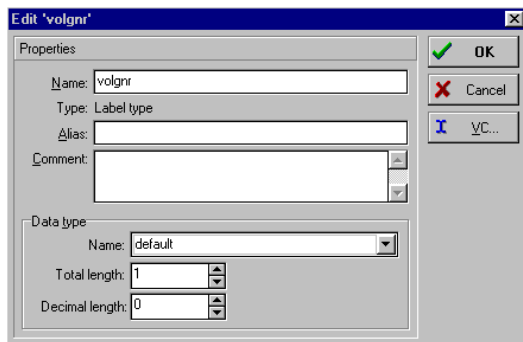 Edit 'volgnr'
Properties
Name: volgnr
Type: Label type
Alias:
Comment:
Data type
Name: default
Total length: 1
Decimal length: 0
OK
Cancel
VC...